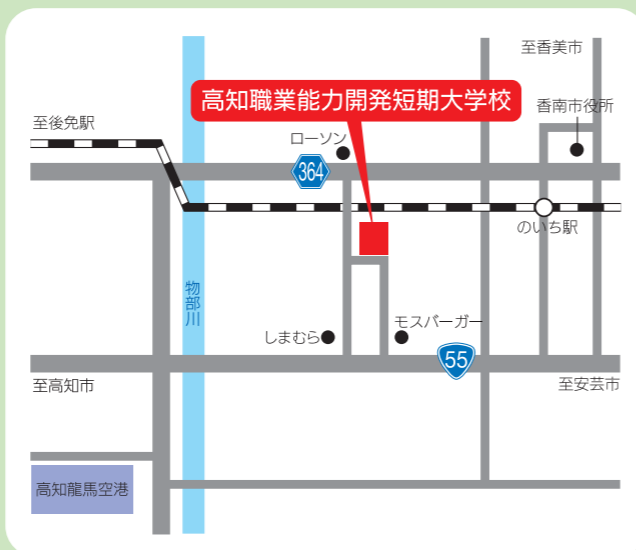 至香美市
高知職業能力開発短期大学校
香南市役所
至後免駅
ローソン
364
のいち駅
物部川
しまむら
モスバーガー
55
至高知市
至安芸市
高知龍馬空港